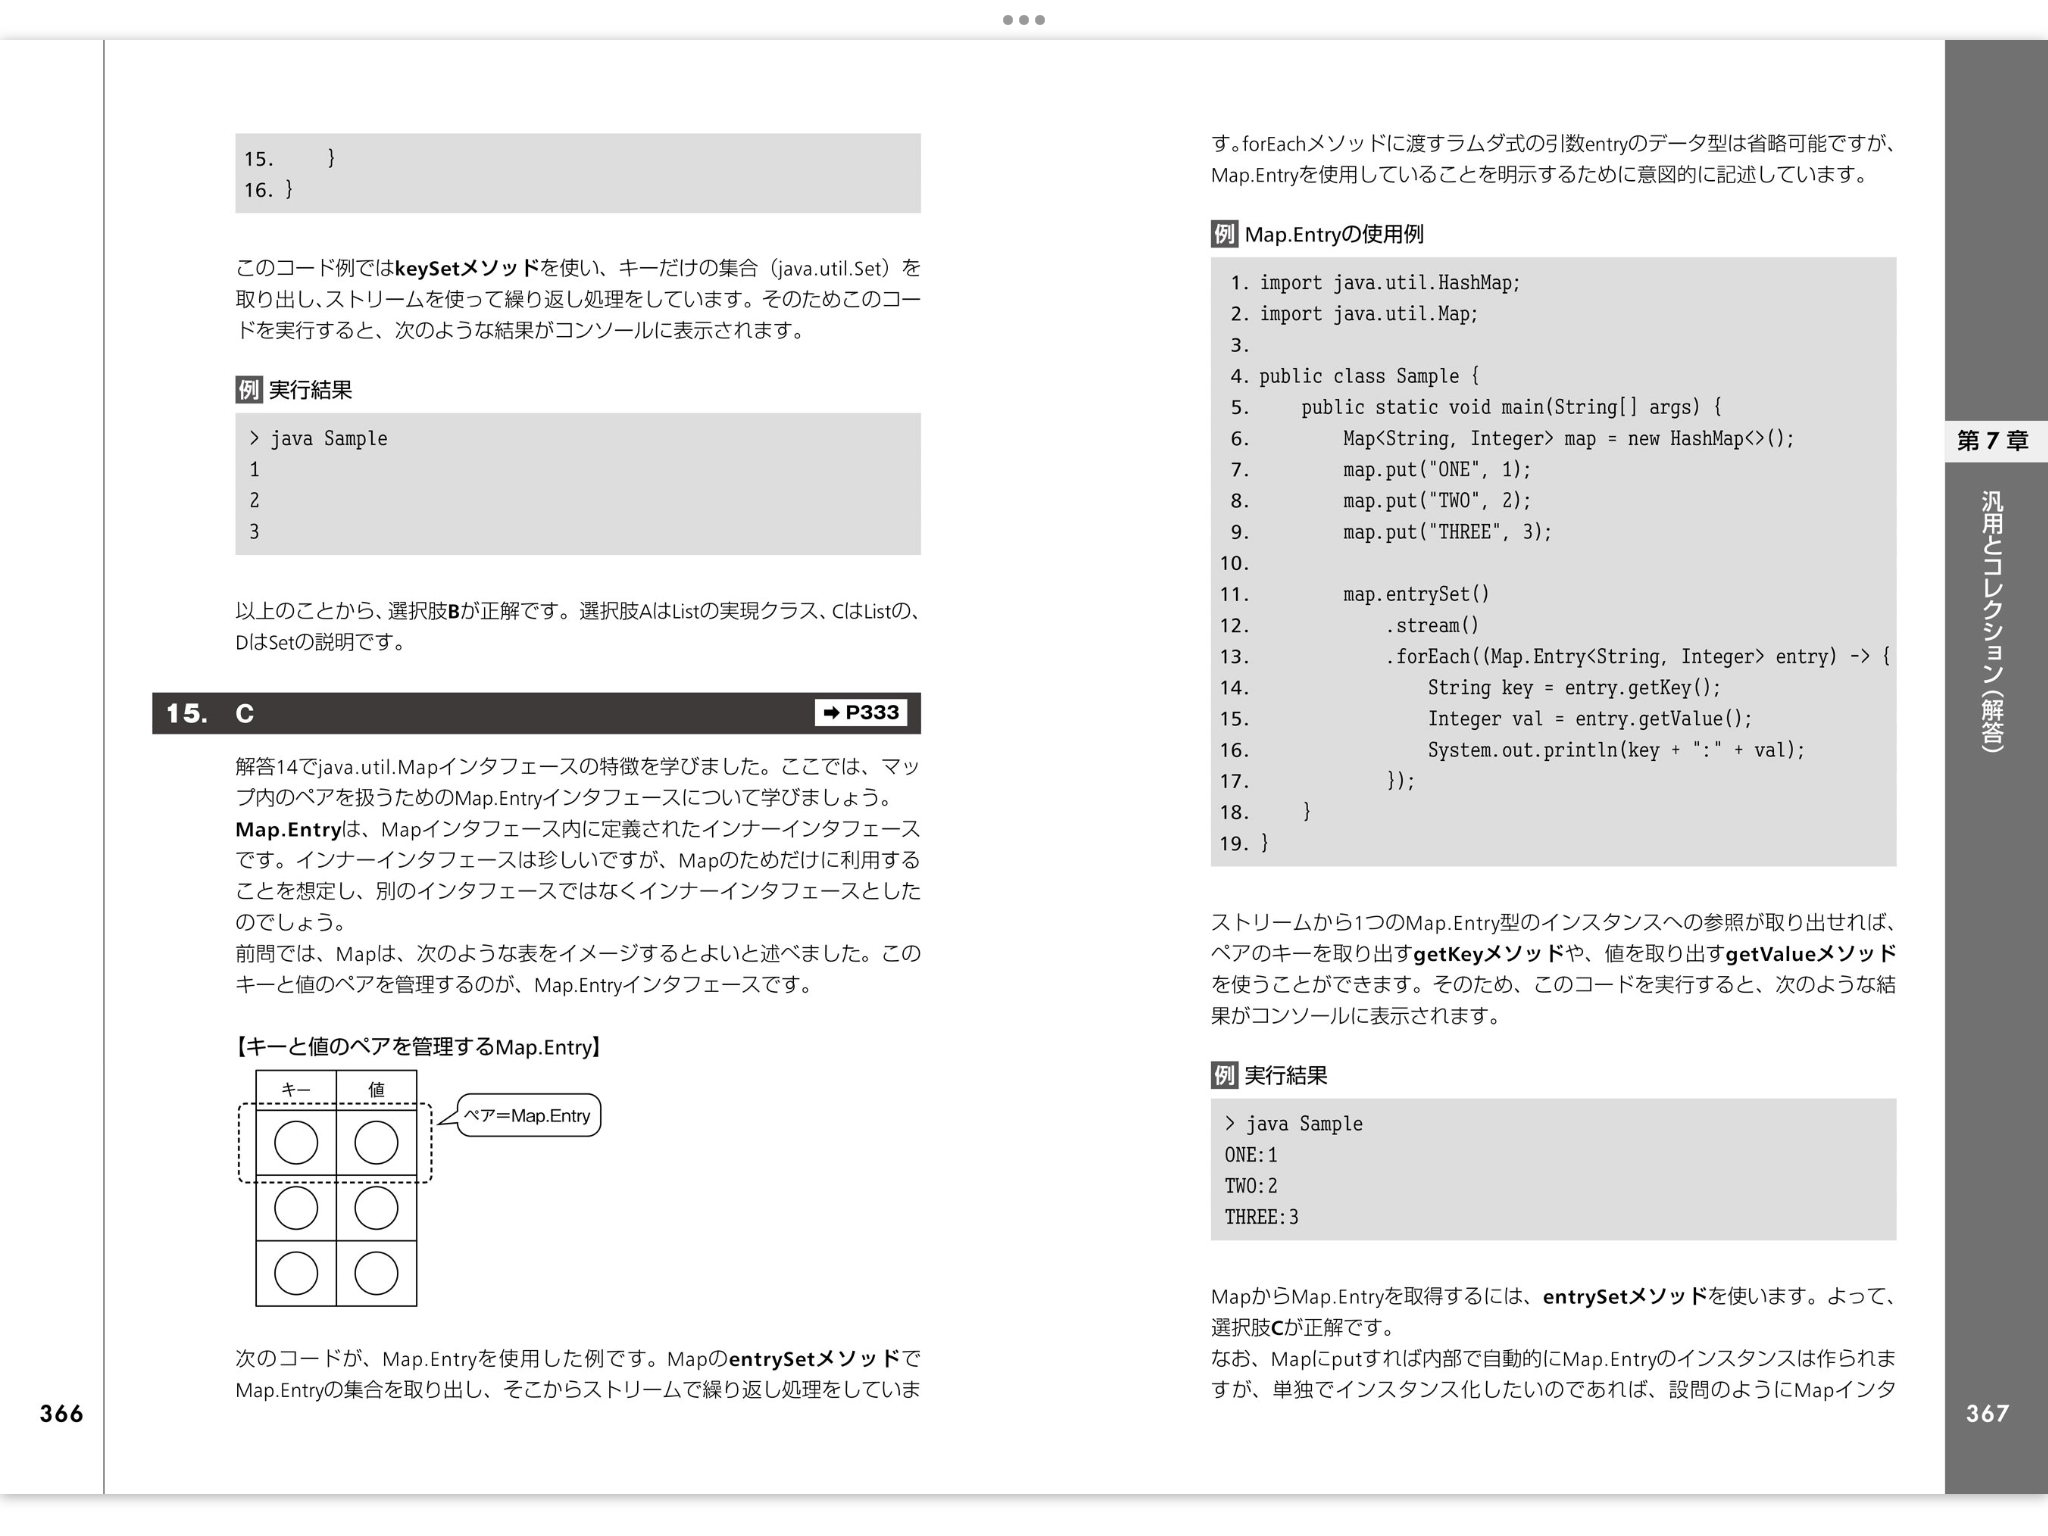 15.     }
16. }
このコード例ではkeySetメソッドを使い、キーだけの集合（java.util.Set）を
取り出し、ストリームを使って繰り返し処理をしています。そのためこのコー
ドを実行すると、次のような結果がコンソールに表示されます。
例 実行結果
> java Sample
1
2
3
以上のことから、選択肢Bが正解です。選択肢AはListの実現クラス、CはListの、
DはSetの説明です。
15. C ➡ P333
解答14でjava.util.Mapインタフェースの特徴を学びました。ここでは、マッ
プ内のペアを扱うためのMap.Entryインタフェースについて学びましょう。
Map.Entryは、Mapインタフェース内に定義されたインナーインタフェース
です。インナーインタフェースは珍しいですが、Mapのためだけに利用する
ことを想定し、別のインタフェースではなくインナーインタフェースとした
のでしょう。
前問では、Mapは、次のような表をイメージするとよいと述べました。この
キーと値のペアを管理するのが、Map.Entryインタフェースです。
【キーと値のペアを管理するMap.Entry】
キー 値
ペア＝Map.Entry
次のコードが、Map.Entryを使用した例です。MapのentrySetメソッドで
Map.Entryの集合を取り出し、そこからストリームで繰り返し処理をしていま
366
す。forEachメソッドに渡すラムダ式の引数entryのデータ型は省略可能ですが、
Map.Entryを使用していることを明示するために意図的に記述しています。
例 Map.Entryの使用例
1. import java.util.HashMap;
2. import java.util.Map;
3.
4. public class Sample {
5.     public static void main(String[] args) {
6.         Map<String, Integer> map = new HashMap<>();
7.         map.put("ONE", 1);
8.         map.put("TWO", 2);
9.         map.put("THREE", 3);
10.
11.         map.entrySet()
12.             .stream()
13.             .forEach((Map.Entry<String, Integer> entry) -> {
14.                 String key = entry.getKey();
15.                 Integer val = entry.getValue();
16.                 System.out.println(key + ":" + val);
17.             });
18.     }
19. }
ストリームから1つのMap.Entry型のインスタンスへの参照が取り出せれば、
ペアのキーを取り出すgetKeyメソッドや、値を取り出すgetValueメソッド
を使うことができます。そのため、このコードを実行すると、次のような結
果がコンソールに表示されます。
例 実行結果
> java Sample
ONE:1
TWO:2
THREE:3
MapからMap.Entryを取得するには、entrySetメソッドを使います。よって、
選択肢Cが正解です。
なお、Mapにputすれば内部で自動的にMap.Entryのインスタンスは作られま
すが、単独でインスタンス化したいのであれば、設問のようにMapインタ
第7章
汎用とコレクション（解答）
367